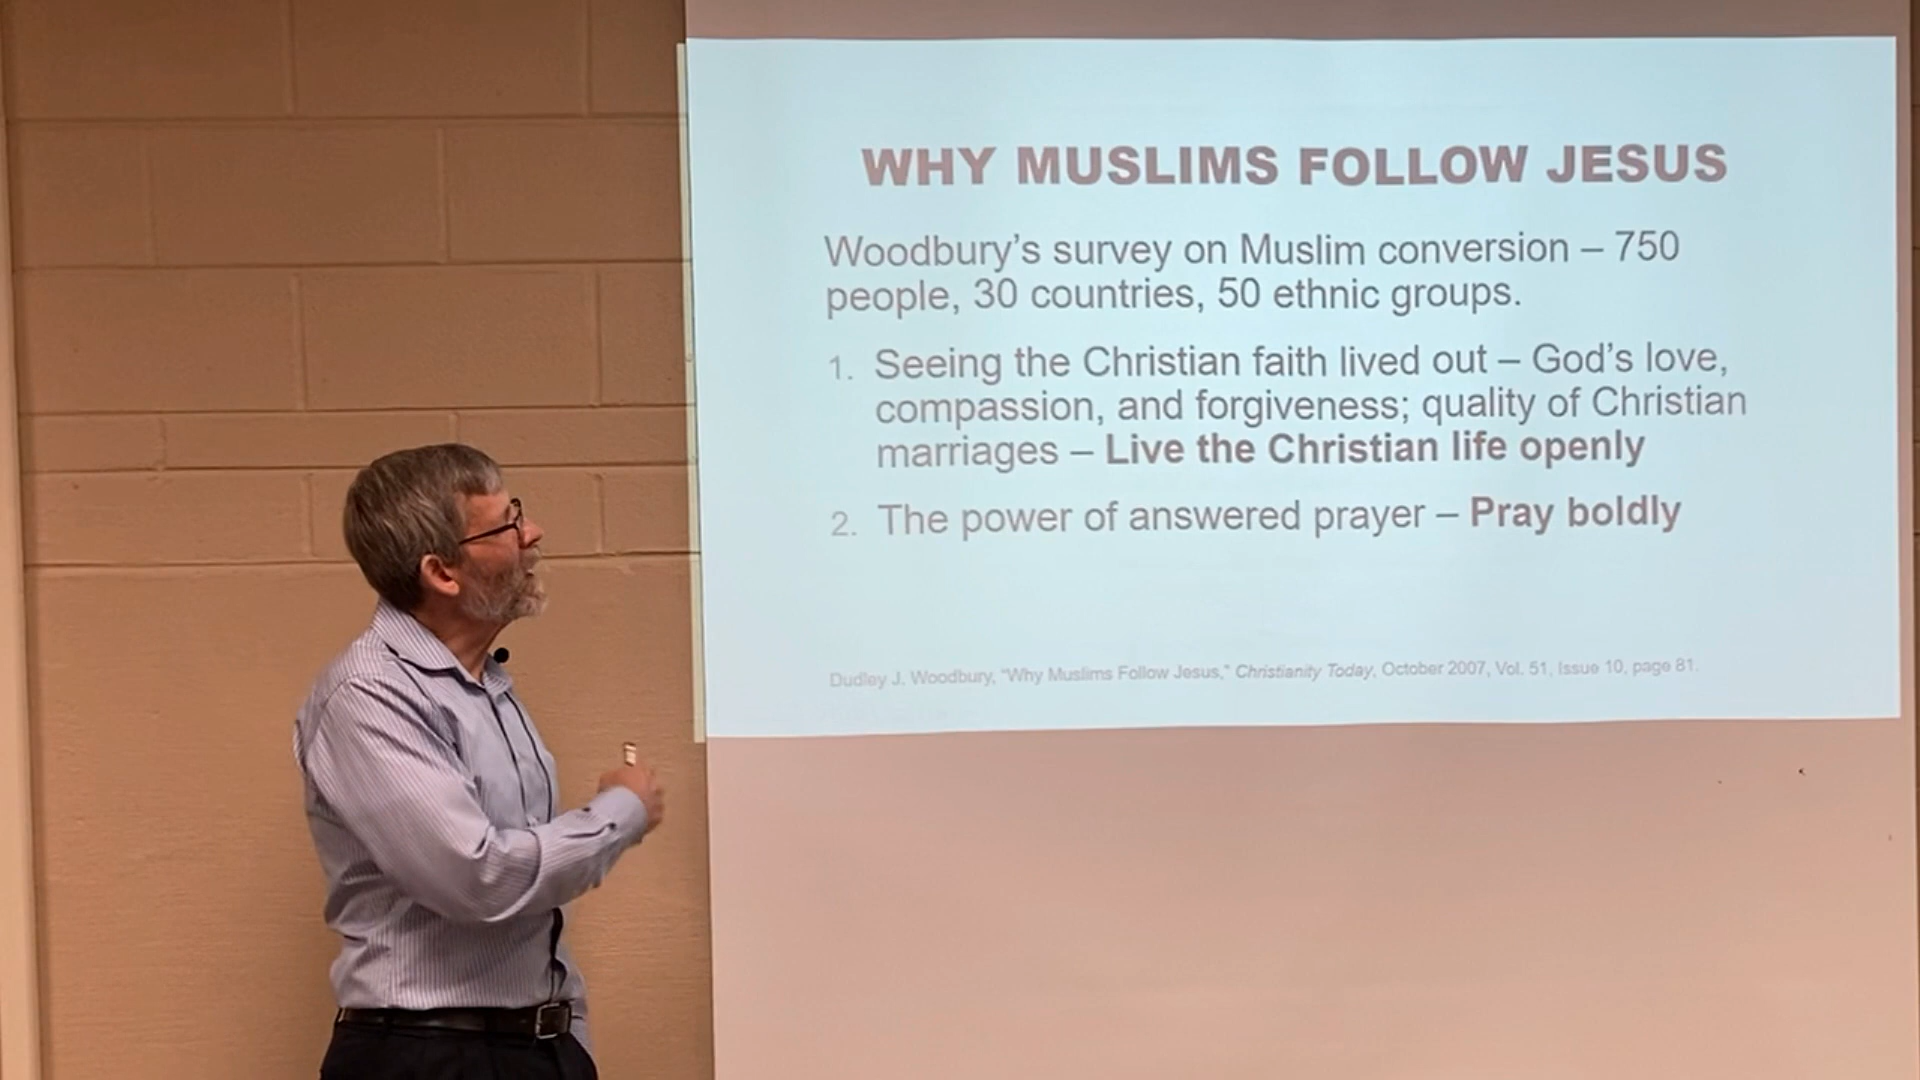 WHY MUSLIMS FOLLOW JESUS
Woodbury's survey on Muslim conversion – 750
people, 30 countries, 50 ethnic groups.
1. Seeing the Christian faith lived out – God's love,
compassion, and forgiveness; quality of Christian
marriages – Live the Christian life openly
2. The power of answered prayer – Pray boldly
Dudley J. Woodbury, "Why Muslims Follow Jesus," Christianity Today, October 2007, Vol. 51, Issue 10, page 81.